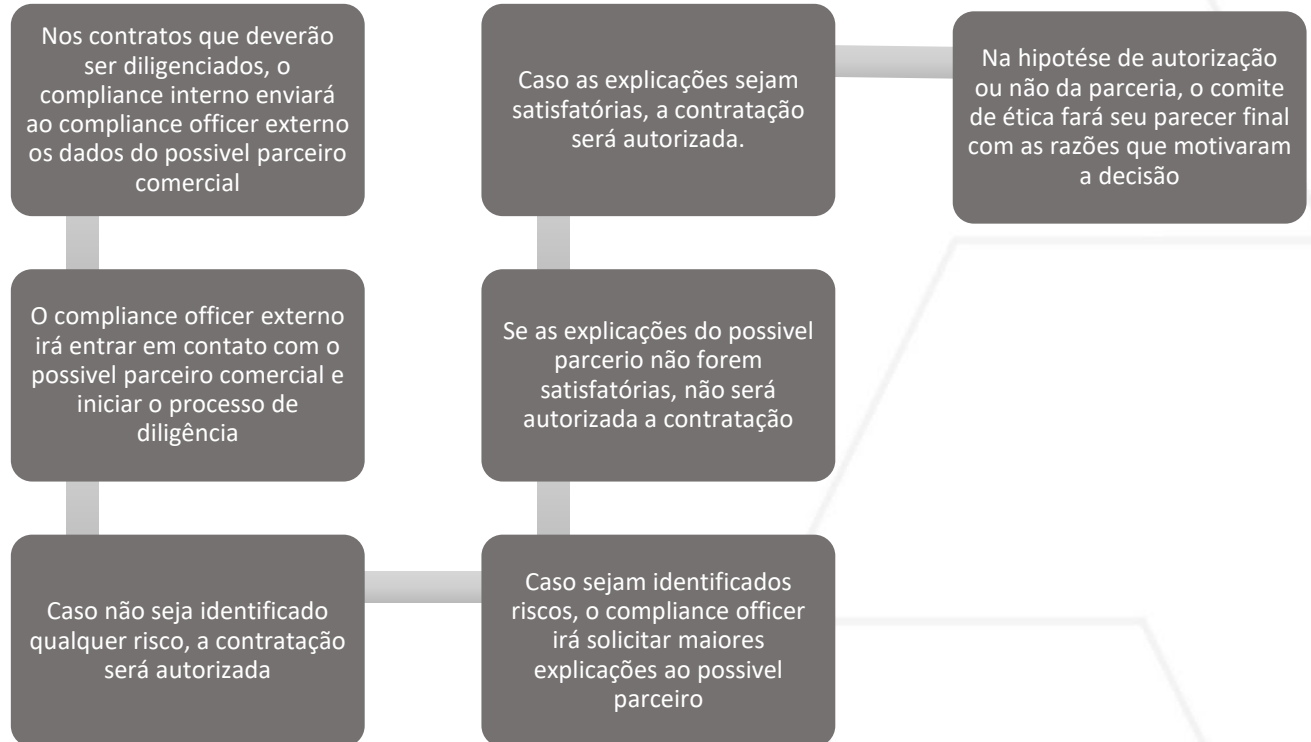 Nos contratos que deverão
ser diligenciados, o
compliance interno enviará
ao compliance officer externo
os dados do possivel parceiro
comercial
O compliance officer externo
irá entrar em contato com o
possivel parceiro comercial e
iniciar o processo de
diligência
Caso não seja identificado
qualquer risco, a contratação
será autorizada
Caso sejam identificados
riscos, o compliance officer
irá solicitar maiores
explicações ao possivel
parceiro
Se as explicações do possivel
parcerio não forem
satisfatórias, não será
autorizada a contratação
Caso as explicações sejam
satisfatórias, a contratação
será autorizada.
Na hipotése de autorização
ou não da parceria, o comite
de ética fará seu parecer final
com as razões que motivaram
a decisão